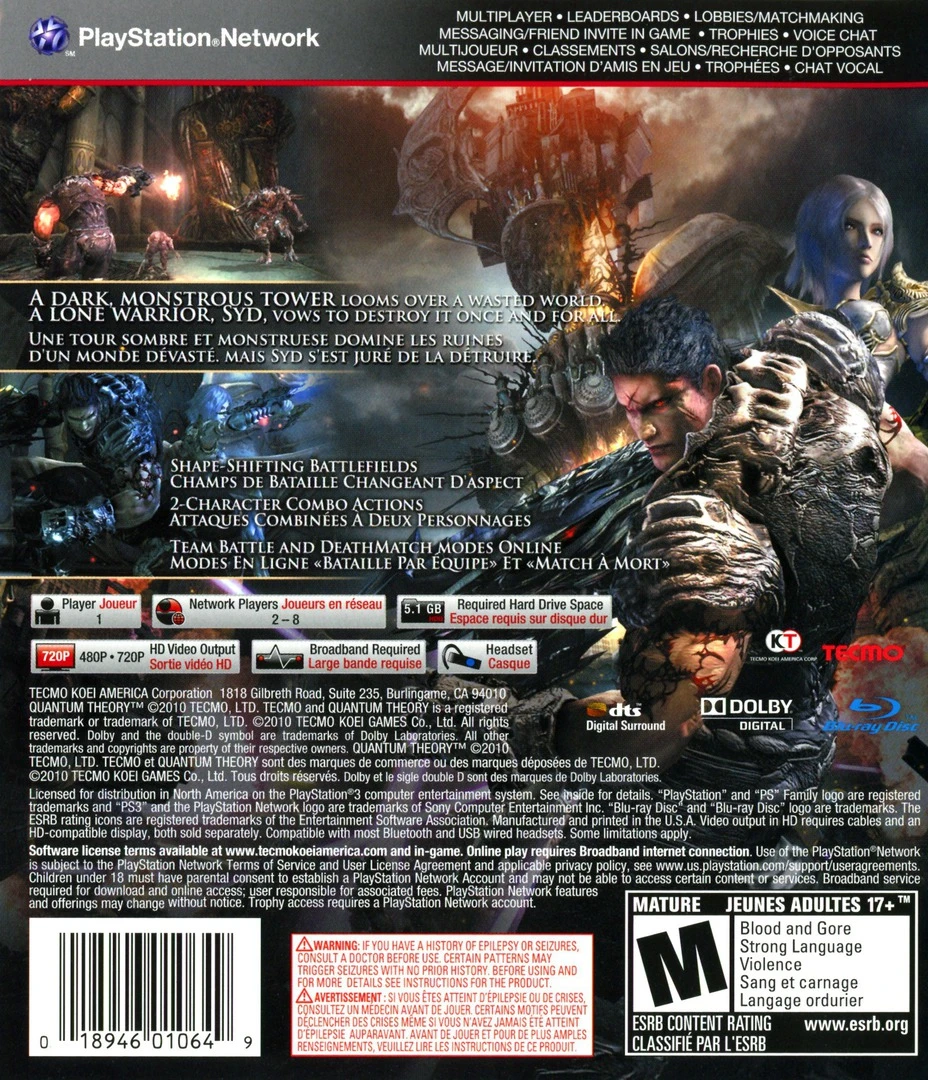 PlayStation®Network
SM
MULTIPLAYER • LEADERBOARDS • LOBBIES/MATCHMAKING
MESSAGING/FRIEND INVITE IN GAME • TROPHIES • VOICE CHAT
MULTIJOUEUR • CLASSEMENTS • SALONS/RECHERCHE D'OPPOSANTS
MESSAGE/INVITATION D'AMIS EN JEU • TROPHÉES • CHAT VOCAL
A DARK, MONSTROUS TOWER LOOMS OVER A WASTED WORLD.
A LONE WARRIOR, SYD, VOWS TO DESTROY IT ONCE AND FOR ALL.
UNE TOUR SOMBRE ET MONSTRUESE DOMINE LES RUINES
D'UN MONDE DÉVASTÉ. MAIS SYD S'EST JURÉ DE LA DÉTRUIRE.
SHAPE-SHIFTING BATTLEFIELDS
CHAMPS DE BATAILLE CHANGEANT D'ASPECT
2-CHARACTER COMBO ACTIONS
ATTAQUES COMBINÉES À DEUX PERSONNAGES
TEAM BATTLE AND DEATHMATCH MODES ONLINE
MODES EN LIGNE «BATAILLE PAR EQUIPE» ET «MATCH À MORT»
Player Joueur
1
Network Players Joueurs en réseau
2 – 8
5.1 GB
Required Hard Drive Space
Espace requis sur disque dur
720P
480P • 720P
HD Video Output
Sortie vidéo HD
Broadband Required
Large bande requise
Headset
Casque
KT
TECMO KOEI AMERICA CORP
TECMO
dts
Digital Surround
DOLBY
DIGITAL
Blu-ray Disc
TECMO KOEI AMERICA Corporation 1818 Gilbreth Road, Suite 235, Burlingame, CA 94010
QUANTUM THEORY™ ©2010 TECMO, LTD. TECMO and QUANTUM THEORY is a registered
trademark or trademark of TECMO, LTD. ©2010 TECMO KOEI GAMES Co., Ltd. All rights
reserved. Dolby and the double-D symbol are trademarks of Dolby Laboratories. All other
trademarks and copyrights are property of their respective owners. QUANTUM THEORY™ ©2010
TECMO, LTD. TECMO et QUANTUM THEORY sont des marques de commerce ou des marques déposées de TECMO, LTD.
©2010 TECMO KOEI GAMES Co., Ltd. Tous droits réservés. Dolby et le sigle double D sont des marques de Dolby Laboratories.
Licensed for distribution in North America on the PlayStation®3 computer entertainment system. See inside for details. "PlayStation" and "PS" Family logo are registered
trademarks and "PS3" and the PlayStation Network logo are trademarks of Sony Computer Entertainment Inc. "Blu-ray Disc" and "Blu-ray Disc" logo are trademarks. The
ESRB rating icons are registered trademarks of the Entertainment Software Association. Manufactured and printed in the U.S.A. Video output in HD requires cables and an
HD-compatible display, both sold separately. Compatible with most Bluetooth and USB wired headsets. Some limitations apply.
Software license terms available at www.tecmokoeiamerica.com and in-game. Online play requires Broadband internet connection. Use of the PlayStation®Network
is subject to the PlayStation Network Terms of Service and User License Agreement and applicable privacy policy, see www.us.playstation.com/support/useragreements.
Children under 18 must have parental consent to establish a PlayStation Network Account and may not be able to access certain content or services. Broadband service
required for download and online access; user responsible for associated fees. PlayStation Network features
and offerings may change without notice. Trophy access requires a PlayStation Network account.
0 18946 01064 9
WARNING: IF YOU HAVE A HISTORY OF EPILEPSY OR SEIZURES,
CONSULT A DOCTOR BEFORE USE. CERTAIN PATTERNS MAY
TRIGGER SEIZURES WITH NO PRIOR HISTORY. BEFORE USING AND
FOR MORE DETAILS SEE INSTRUCTIONS FOR THE PRODUCT.
AVERTISSEMENT : SI VOUS ÊTES ATTEINT D'ÉPILEPSIE OU DE CRISES,
CONSULTEZ UN MÉDECIN AVANT DE JOUER. CERTAINS MOTIFS PEUVENT
DÉCLENCHER DES CRISES MÊME SI VOUS N'AVEZ JAMAIS ÉTÉ ATTEINT
D'ÉPILEPSIE AUPARAVANT. AVANT DE JOUER ET POUR DE PLUS AMPLES
RENSEIGNEMENTS, VEUILLEZ LIRE LES INSTRUCTIONS DE CE PRODUIT.
MATURE JEUNES ADULTES 17+™
M
Blood and Gore
Strong Language
Violence
Sang et carnage
Langage ordurier
ESRB CONTENT RATING www.esrb.org
CLASSIFIÉ PAR L'ESRB